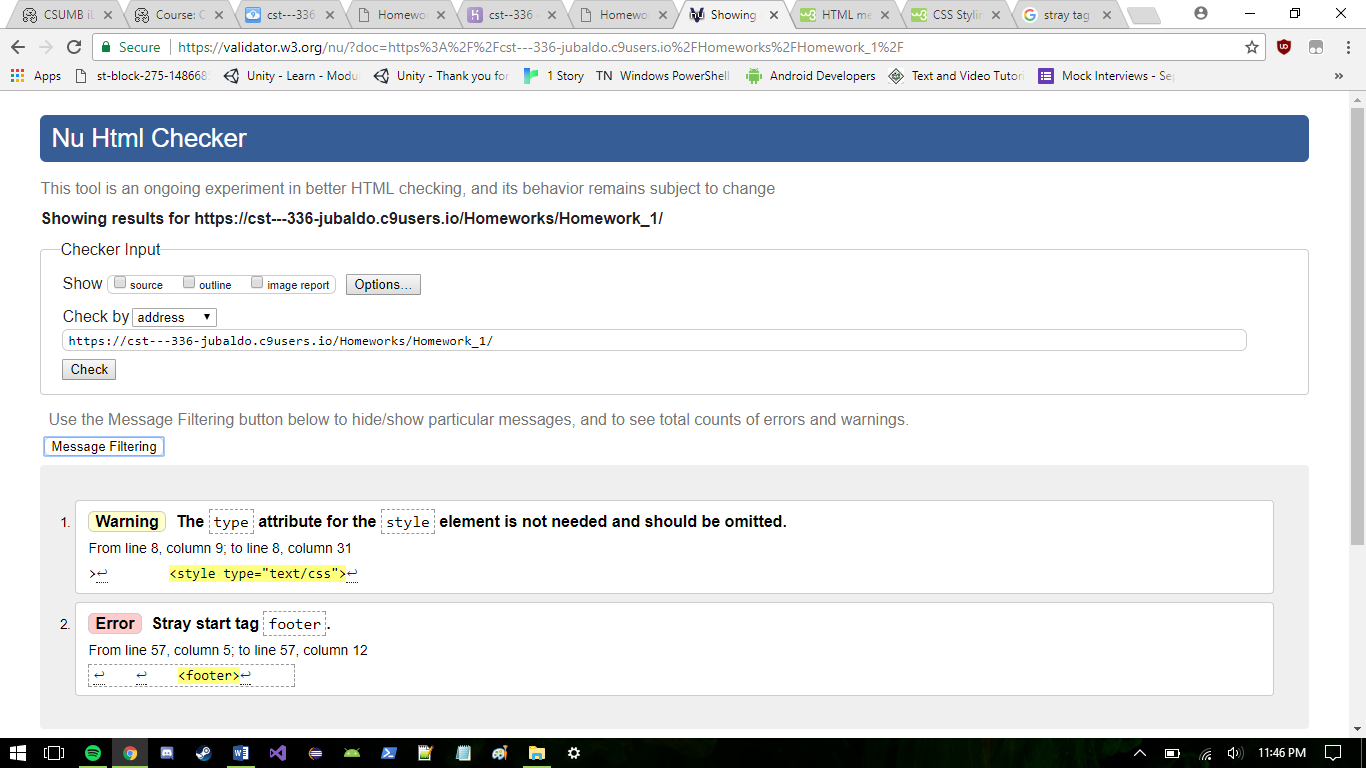 CSUMB iL
Course: C
cst---336
Homewor
cst--336
Homewor
Showing
HTML me
CSS Stylin
stray tag
Secure
https://validator.w3.org/nu/?doc=https%3A%2F%2Fcst---336-jubaldo.c9users.io%2FHomeworks%2FHomework_1%2F
Apps
st-block-275-148668
Unity - Learn - Modu
Unity - Thank you for
1 Story
TN Windows PowerShell
Android Developers
Text and Video Tutori
Mock Interviews - Sep
»
Nu Html Checker
This tool is an ongoing experiment in better HTML checking, and its behavior remains subject to change
Showing results for https://cst---336-jubaldo.c9users.io/Homeworks/Homework_1/
Checker Input
Show source outline image report Options...
Check by address
https://cst---336-jubaldo.c9users.io/Homeworks/Homework_1/
Check
Use the Message Filtering button below to hide/show particular messages, and to see total counts of errors and warnings.
Message Filtering
1. Warning The type attribute for the style element is not needed and should be omitted.
From line 8, column 9; to line 8, column 31
>↩ <style type="text/css">↩
2. Error Stray start tag footer.
From line 57, column 5; to line 57, column 12
↩ ↩ <footer>↩
11:46 PM